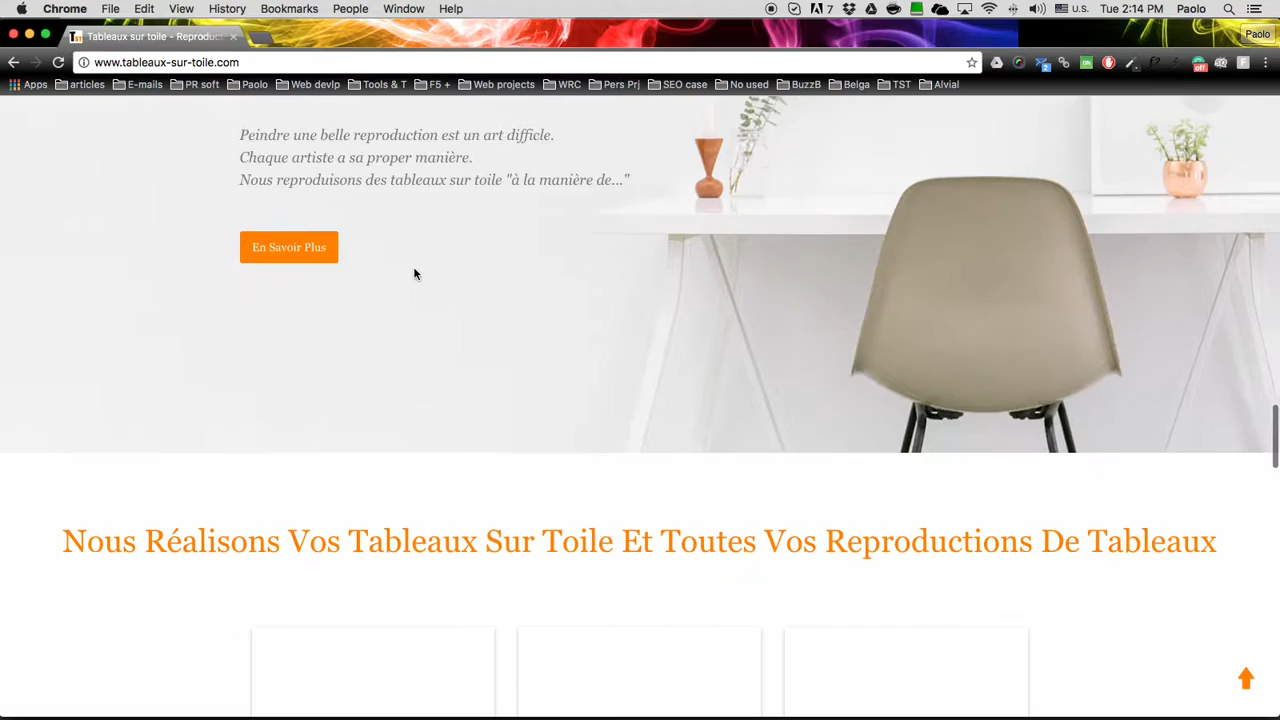 Chrome File Edit View History Bookmarks People Window Help 7 U.S. Tue 2:14 PM Paolo
Tableaux sur toile - Reproduc Paolo
www.tableaux-sur-toile.com
Apps articles E-mails PR soft Paolo Web devlp Tools & T F5 + Web projects WRC Pers Prj SEO case No used BuzzB Belga TST Alvial
Peindre une belle reproduction est un art difficle.
Chaque artiste a sa proper manière.
Nous reproduisons des tableaux sur toile "à la manière de..."
En Savoir Plus
Nous Réalisons Vos Tableaux Sur Toile Et Toutes Vos Reproductions De Tableaux